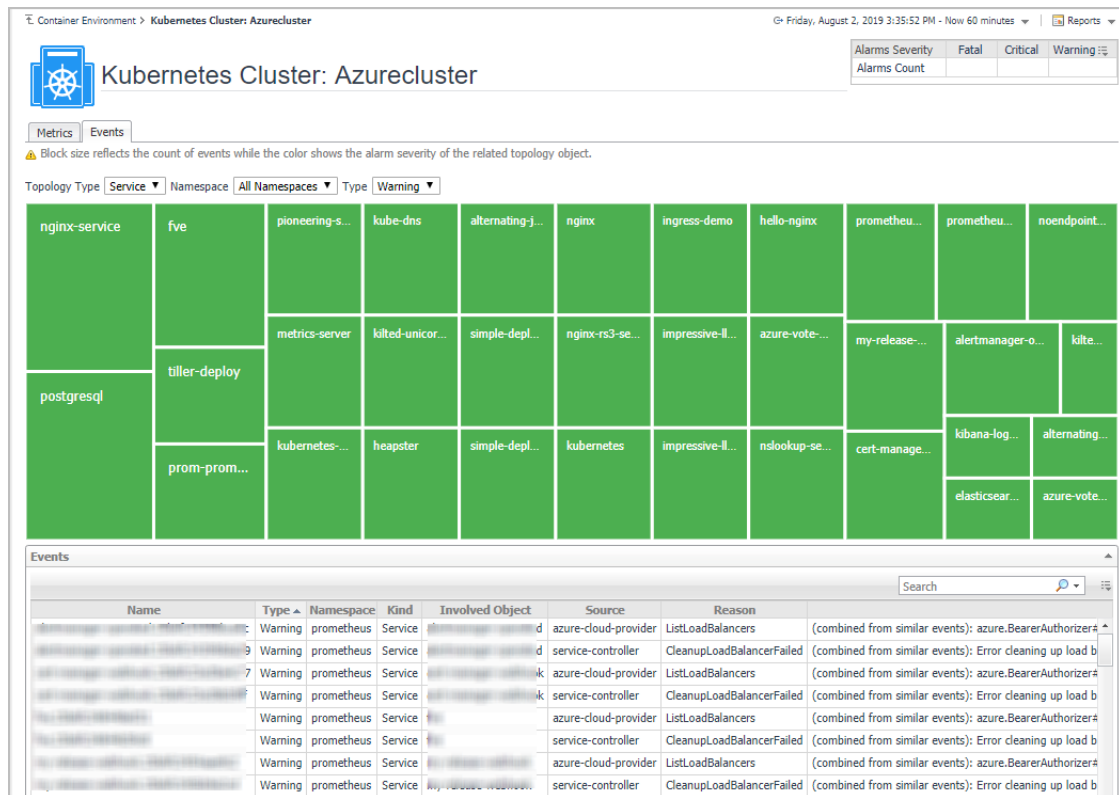 Container Environment > Kubernetes Cluster: Azurecluster
Friday, August 2, 2019 3:35:52 PM - Now 60 minutes
Reports
Kubernetes Cluster: Azurecluster
Alarms Severity Fatal Critical Warning
Alarms Count
Metrics Events
Block size reflects the count of events while the color shows the alarm severity of the related topology object.
Topology Type Service Namespace All Namespaces Type Warning
nginx-service fve pioneering-s... kube-dns alternating-j... nginx ingress-demo hello-nginx prometheu... prometheu... noendpoint...
metrics-server kilted-unicor... simple-depl... nginx-rs3-se... impressive-ll... azure-vote-... my-release-... alertmanager-o... kilte...
tiller-deploy
postgresql
kibana-log... alternating...
kubernetes-... heapster simple-depl... kubernetes impressive-ll... nslookup-se... cert-manage...
prom-prom...
elasticsear... azure-vote...
Events
Search
Name Type Namespace Kind Involved Object Source Reason
Warning prometheus Service d azure-cloud-provider ListLoadBalancers (combined from similar events): azure.BearerAuthorizer#
9 Warning prometheus Service d service-controller CleanupLoadBalancerFailed (combined from similar events): Error cleaning up load b
7 Warning prometheus Service k azure-cloud-provider ListLoadBalancers (combined from similar events): azure.BearerAuthorizer#
Warning prometheus Service k service-controller CleanupLoadBalancerFailed (combined from similar events): Error cleaning up load b
Warning prometheus Service azure-cloud-provider ListLoadBalancers (combined from similar events): azure.BearerAuthorizer#
Warning prometheus Service service-controller CleanupLoadBalancerFailed (combined from similar events): Error cleaning up load b
Warning prometheus Service azure-cloud-provider ListLoadBalancers (combined from similar events): azure.BearerAuthorizer#
Warning prometheus Service service-controller CleanupLoadBalancerFailed (combined from similar events): Error cleaning up load b